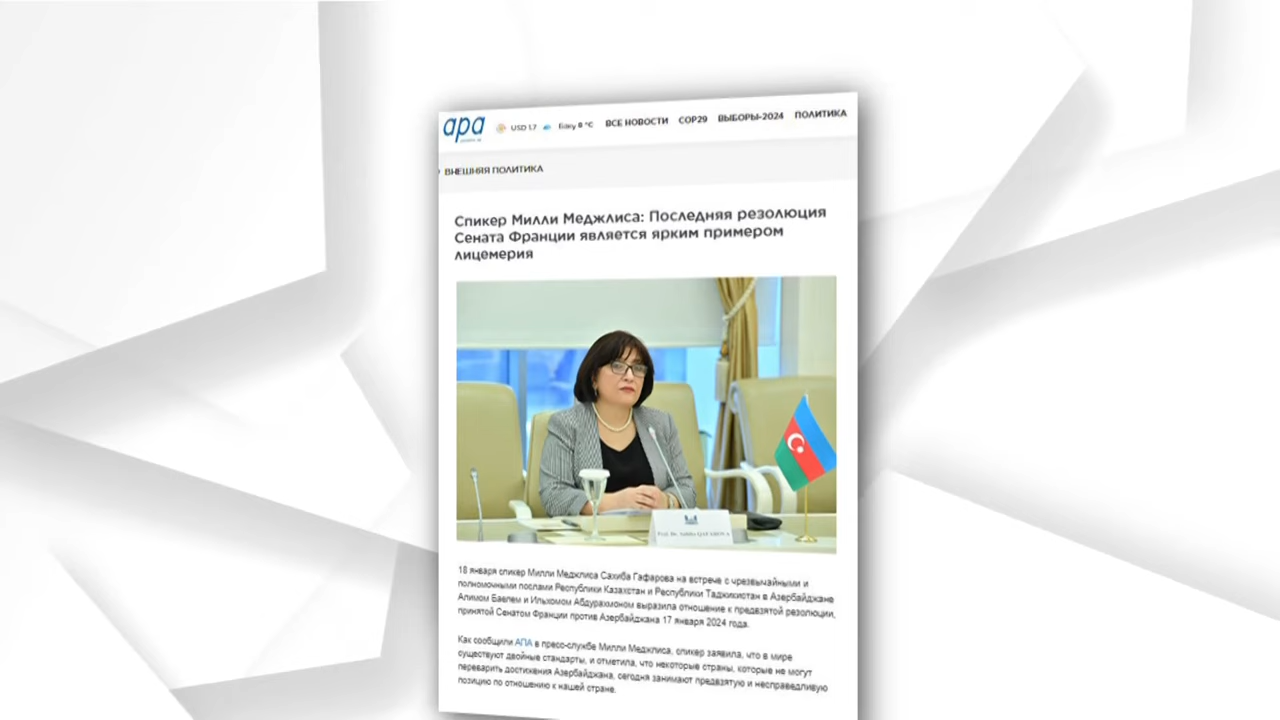 apa
USD 1.7 Баку 8 °C ВСЕ НОВОСТИ COP29 ВЫБОРЫ-2024 ПОЛИТИКА
ВНЕШНЯЯ ПОЛИТИКА
Спикер Милли Меджлиса: Последняя резолюция
Сената Франции является ярким примером
лицемерия
18 января спикер Милли Меджлиса Сахиба Гафарова на встрече с чрезвычайными и
полномочными послами Республики Казахстан и Республики Таджикистан в Азербайджане
Алимом Баелем и Илхомом Абдурахмоном выразила отношение к предвзятой резолюции,
принятой Сенатом Франции против Азербайджана 17 января 2024 года.
Как сообщили АПА в пресс-службе Милли Меджлиса, спикер заявила, что в мире
существуют двойные стандарты, и отметила, что некоторые страны, которые не могут
переварить достижения Азербайджана, сегодня занимают предвзятую и несправедливую
позицию по отношению к нашей стране.